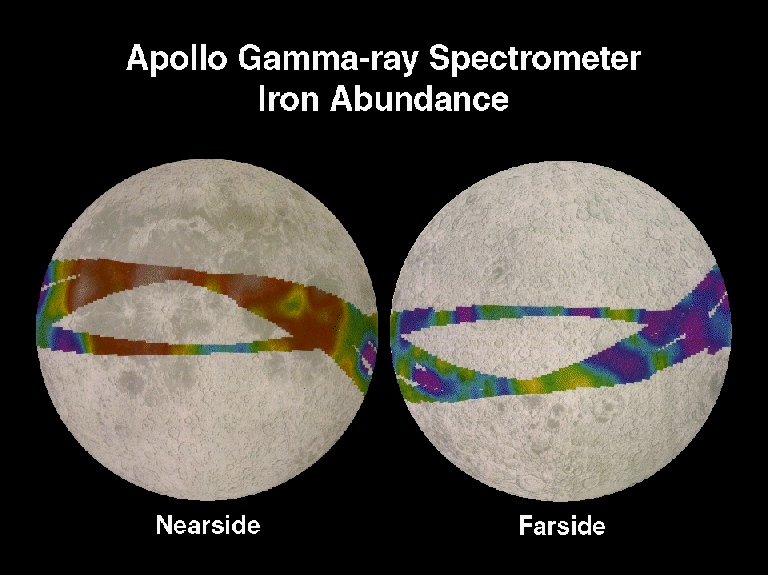 Apollo Gamma-ray Spectrometer
Iron Abundance
Nearside
Farside